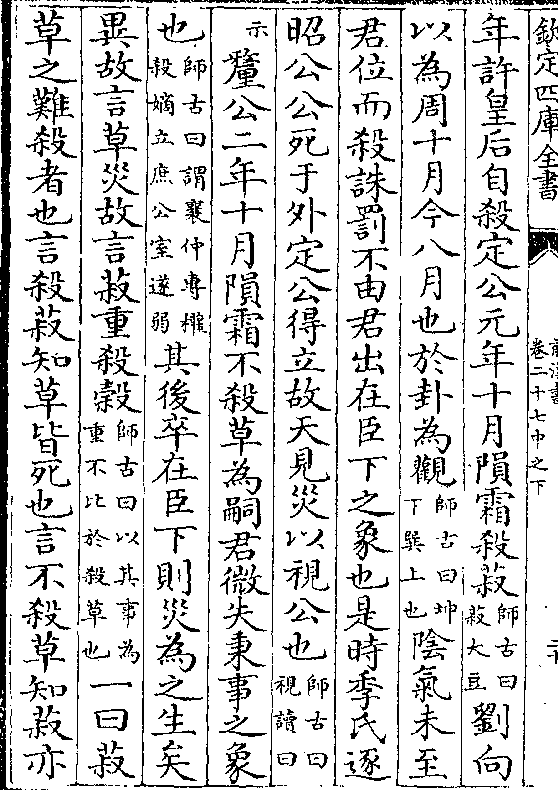 欽定四庫全書
前漢書
卷二十七中之下
年許皇后自殺定公元年十月隕霜殺菽師古曰菽大豆劉向
以為周十月今八月也於卦為觀師古曰坤下巽上也陰氣未至
君位而殺誅罰不由君出在臣下之象也是時季氏逐
昭公公死于外定公得立故天見災以視公也師古曰視讀曰
示釐公二年十月隕霜不殺草為嗣君微失秉事之象
也師古曰謂襄仲專權殺嫡立庶公室遂弱其後卒在臣下則災為之生矣
異故言草災故言菽重殺榖師古曰以其事為重不比於殺草也一曰菽
草之難殺者也言殺菽知草皆死也言不殺草知菽亦